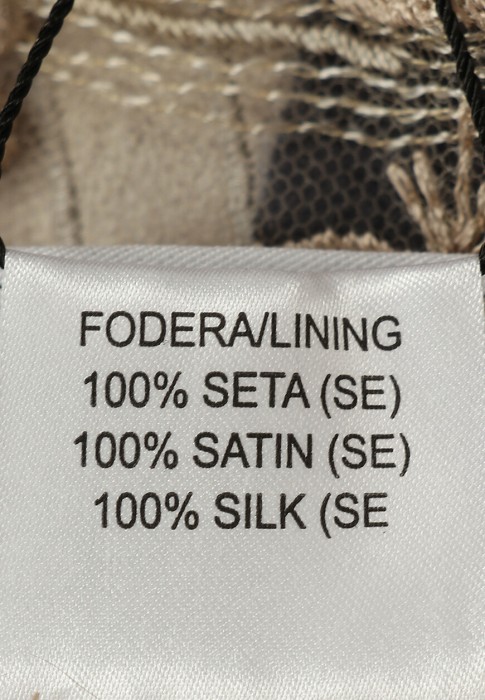 FODERA/LINING
100% SETA (SE)
100% SATIN (SE)
100% SILK (SE